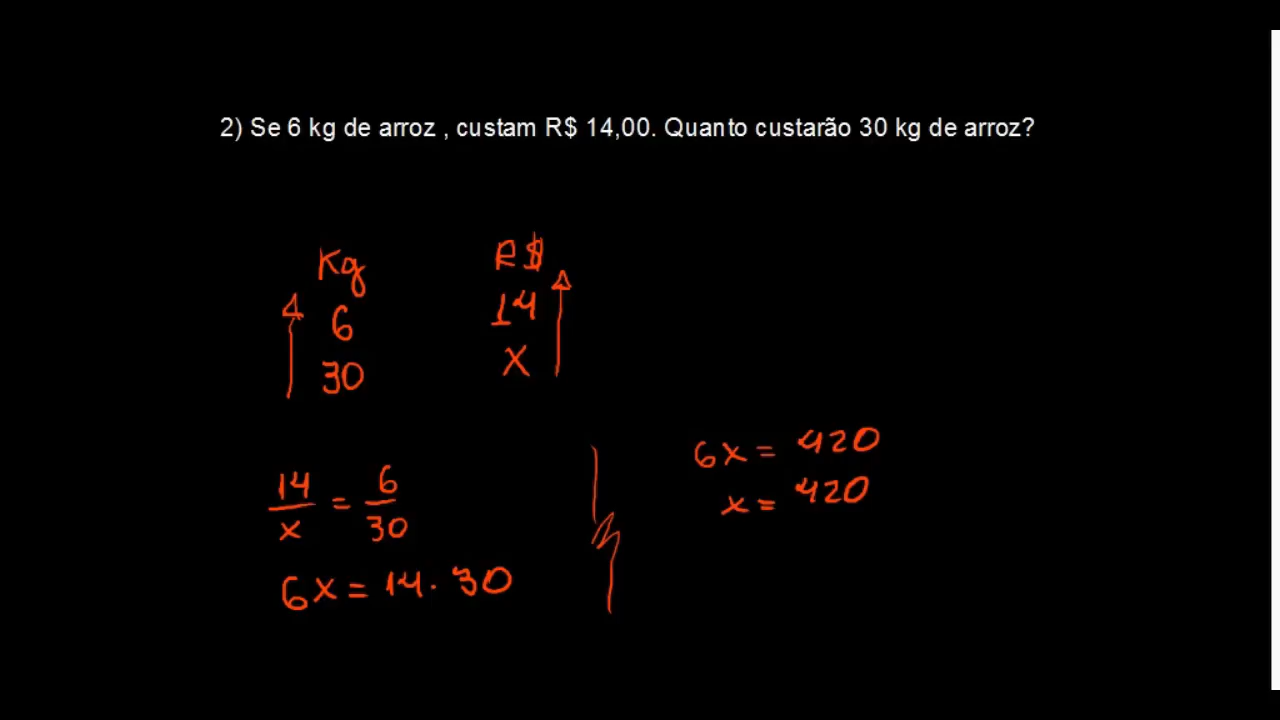 2) Se 6 kg de arroz , custam R$ 14,00. Quanto custarão 30 kg de arroz?
Kg R$
6 14
30 x
14/x = 6/30
6x = 14 . 30
6x = 420
x = 420